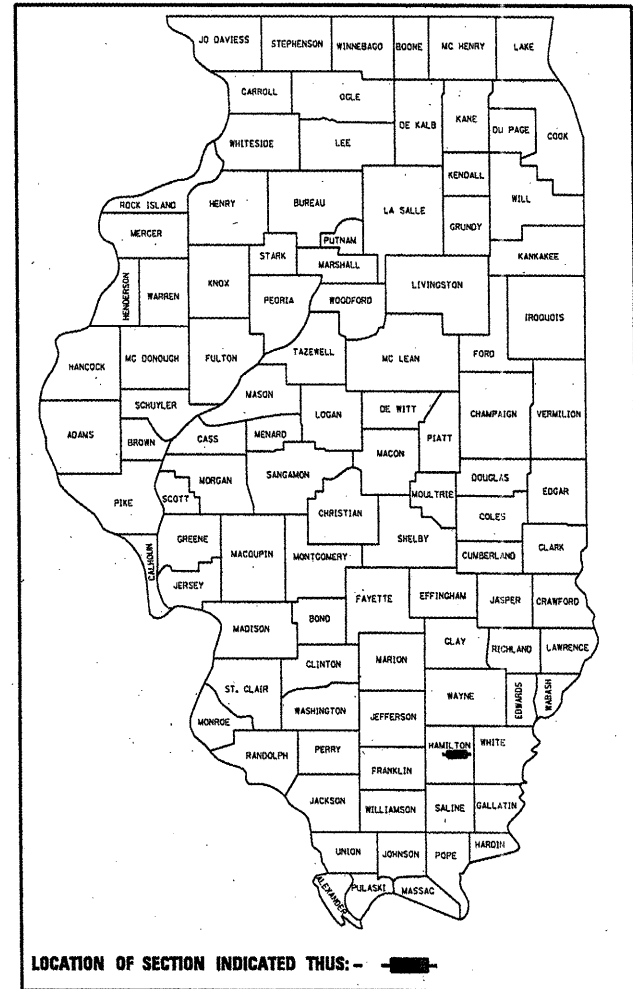 JO DAVIESS STEPHENSON WINNEBAGO BOONE MC HENRY LAKE
CARROLL OGLE DE KALB KANE DU PAGE COOK
WHITESIDE LEE
KENDALL WILL
ROCK ISLAND HENRY BUREAU LA SALLE GRUNDY
MERCER PUTNAM
STARK MARSHALL KANKAKEE
HENDERSON WARREN KNOX PEORIA WOODFORD LIVINGSTON IROQUOIS
HANCOCK MC DONOUGH FULTON TAZEWELL MC LEAN FORD
SCHUYLER MASON LOGAN DE WITT CHAMPAIGN VERMILION
ADAMS BROWN CASS MENARD MACON PIATT
PIKE SCOTT MORGAN SANGAMON MOULTRIE DOUGLAS EDGAR
CHRISTIAN COLES
CALHOUN GREENE MACOUPIN MONTGOMERY SHELBY CUMBERLAND CLARK
JERSEY
MADISON BOND FAYETTE EFFINGHAM JASPER CRAWFORD
CLINTON MARION CLAY RICHLAND LAWRENCE
ST. CLAIR WASHINGTON JEFFERSON WAYNE EDWARDS WABASH
MONROE
RANDOLPH PERRY FRANKLIN HAMILTON WHITE
JACKSON WILLIAMSON SALINE GALLATIN
UNION JOHNSON POPE HARDIN
ALEXANDER PULASKI MASSAC
LOCATION OF SECTION INDICATED THUS: -